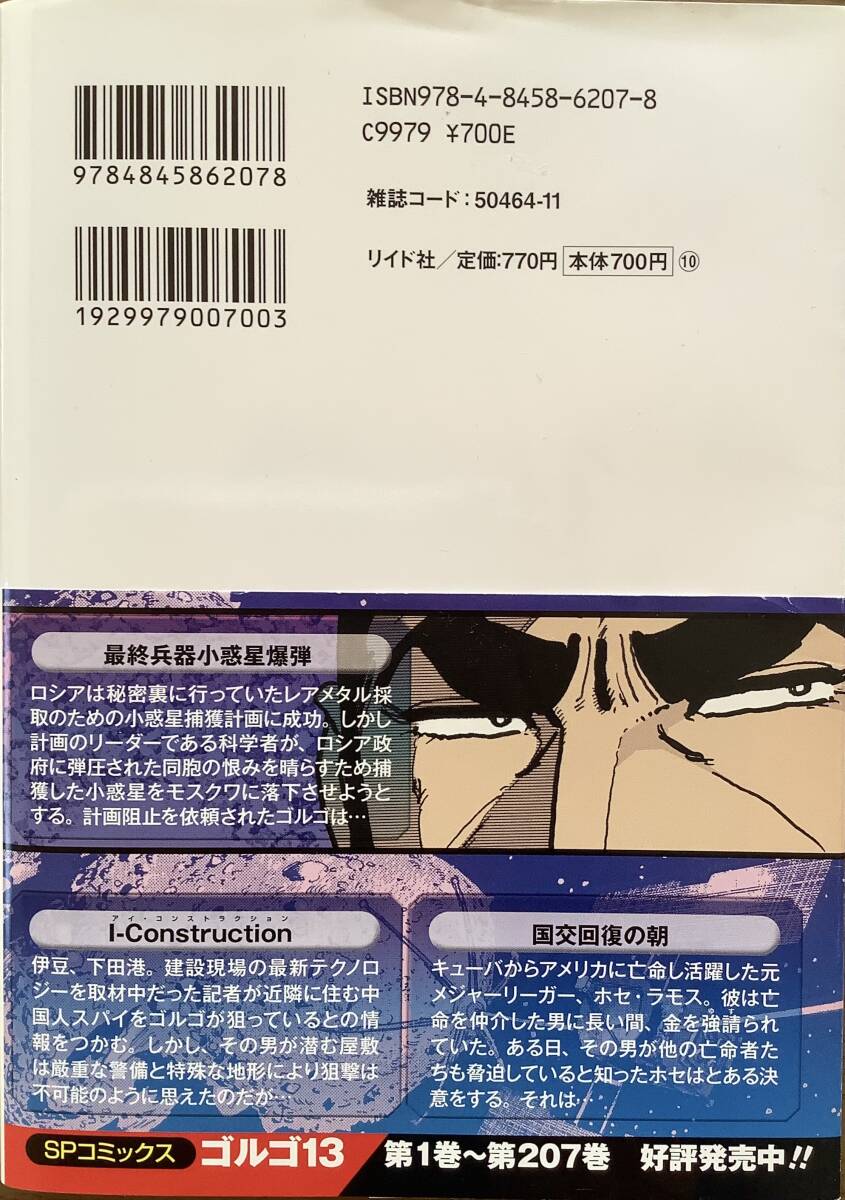 ISBN978-4-8458-6207-8
C9979 ¥700E
9784845862078
雑誌コード：50464-11
リイド社／定価：770円 本体700円 ⑩
1929979007003
最終兵器小惑星爆弾
ロシアは秘密裏に行っていたレアメタル採
取のための小惑星捕獲計画に成功。しかし
計画のリーダーである科学者が、ロシア政
府に弾圧された同胞の恨みを晴らすため捕
獲した小惑星をモスクワに落下させようと
する。計画阻止を依頼されたゴルゴは…
アイ・コンストラクション
I-Construction
伊豆、下田港。建設現場の最新テクノロ
ジーを取材中だった記者が近隣に住む中
国人スパイをゴルゴが狙っているとの情
報をつかむ。しかし、その男が潜む屋敷
は厳重な警備と特殊な地形により狙撃は
不可能のように思えたのだが…
国交回復の朝
キューバからアメリカに亡命し活躍した元
メジャーリーガー、ホセ・ラモス。彼は亡
命を仲介した男に長い間、金を強請られ
ていた。ある日、その男が他の亡命者た
ちも脅迫していると知ったホセはとある決
意をする。それは…
SPコミックス ゴルゴ13 第1巻〜第207巻 好評発売中!!